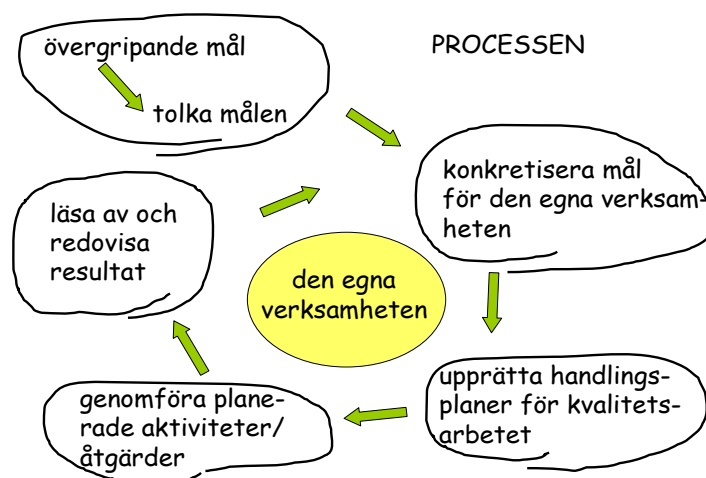 PROCESSEN
övergripande mål
tolka målen
konkretisera mål
för den egna verksam-
heten
upprätta handlings-
planer för kvalitets-
arbetet
genomföra plane-
rade aktiviteter/
åtgärder
läsa av och
redovisa
resultat
den egna
verksamheten